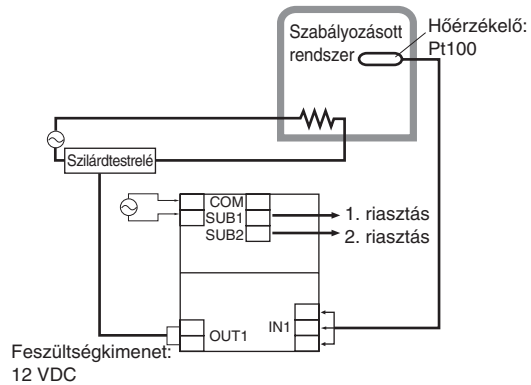 Szabályozásott
rendszer
Hőérzékelő:
Pt100
Szilárdtestrelé
COM
SUB1
SUB2
1. riasztás
2. riasztás
OUT1
IN1
Feszültségkimenet:
12 VDC